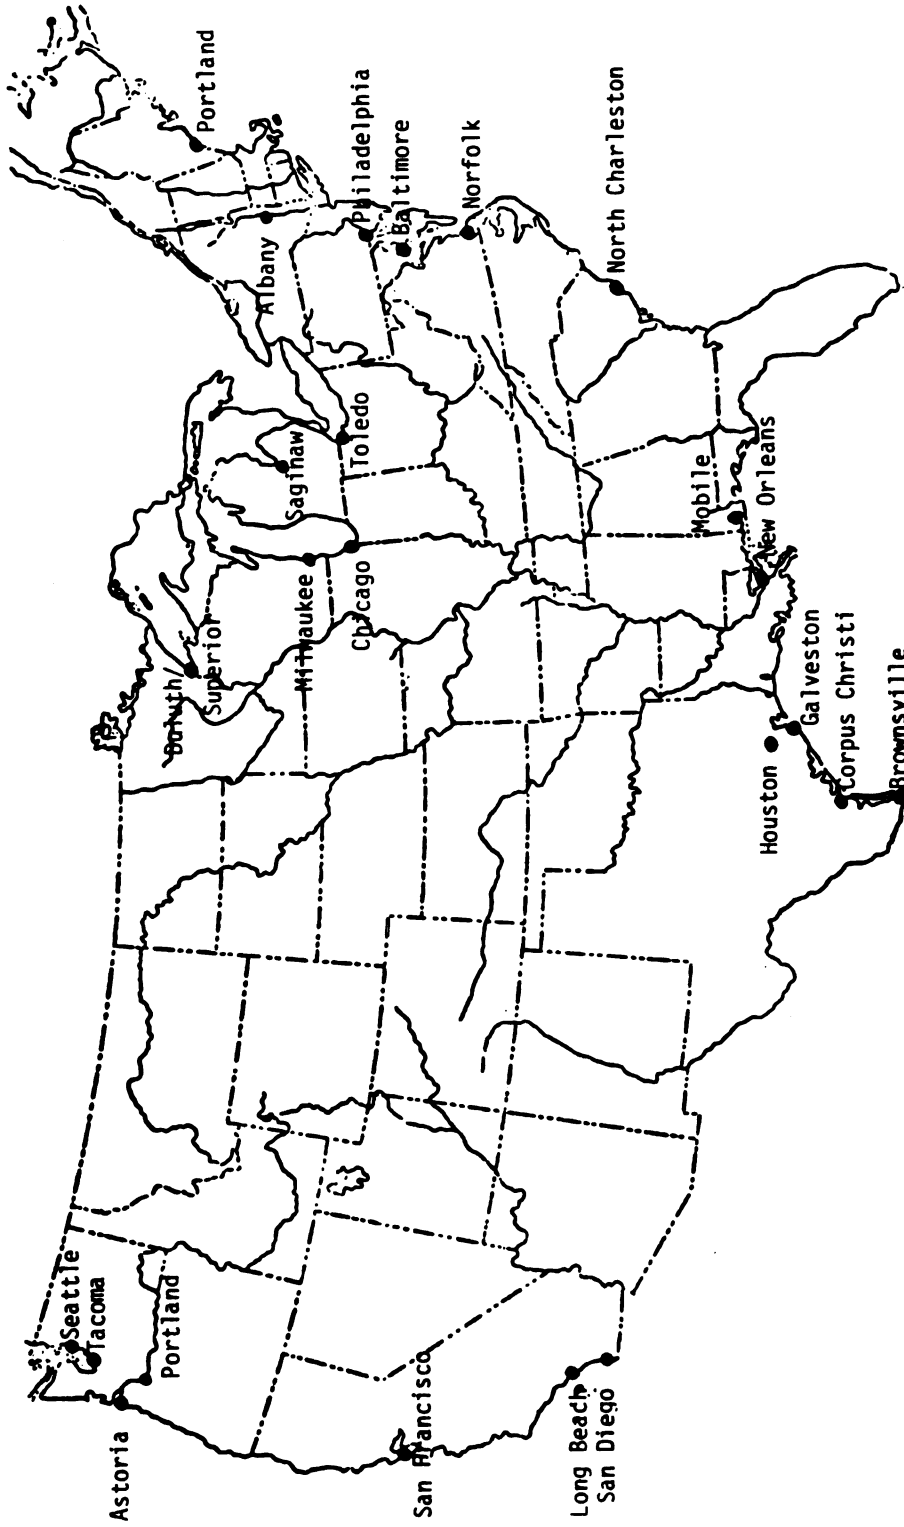 Seattle
Tacoma
Portland
Astoria
San Francisco
Long Beach
San Diego
Duluth/
Superior
Milwaukee
Chicago
Saginaw
Toledo
Albany
Portland
Philadelphia
Baltimore
Norfolk
North Charleston
Mobile
New Orleans
Galveston
Houston
Corpus Christi
Brownsville